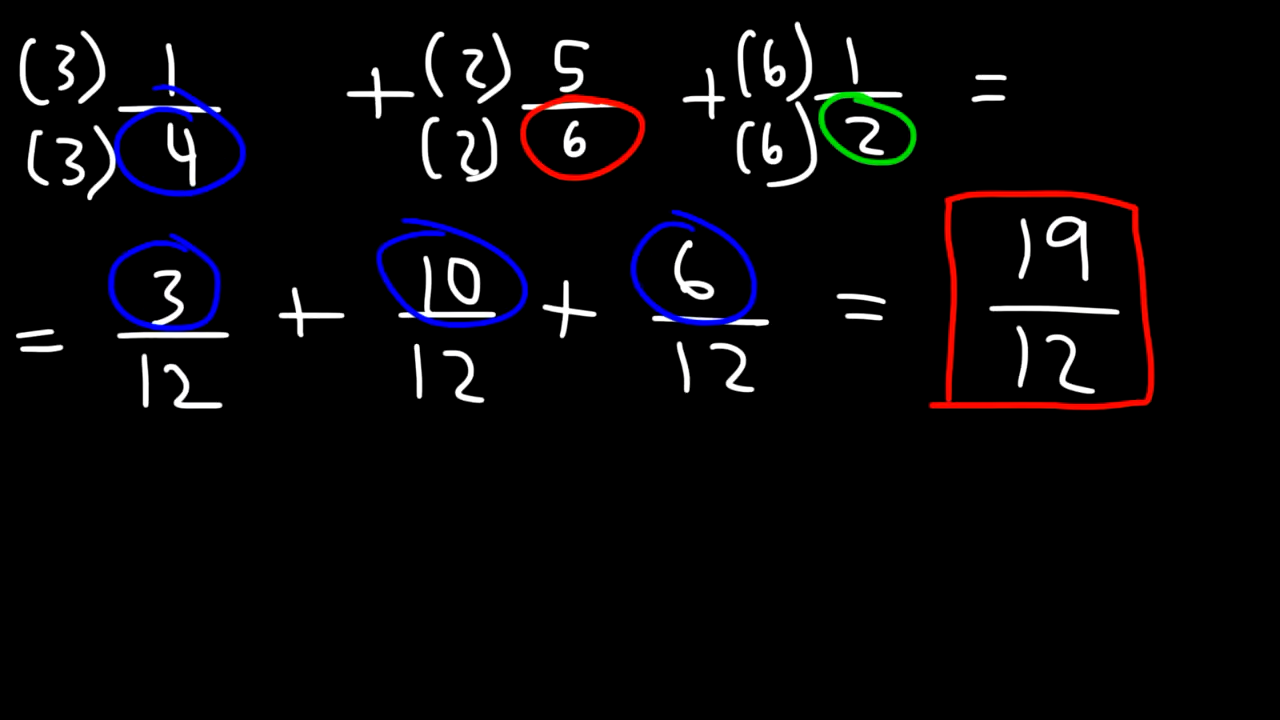 (3) 1/(3) 4 + (2) 5/(2) 6 + (6) 1/(6) 2 =
= 3/12 + 10/12 + 6/12 = 19/12